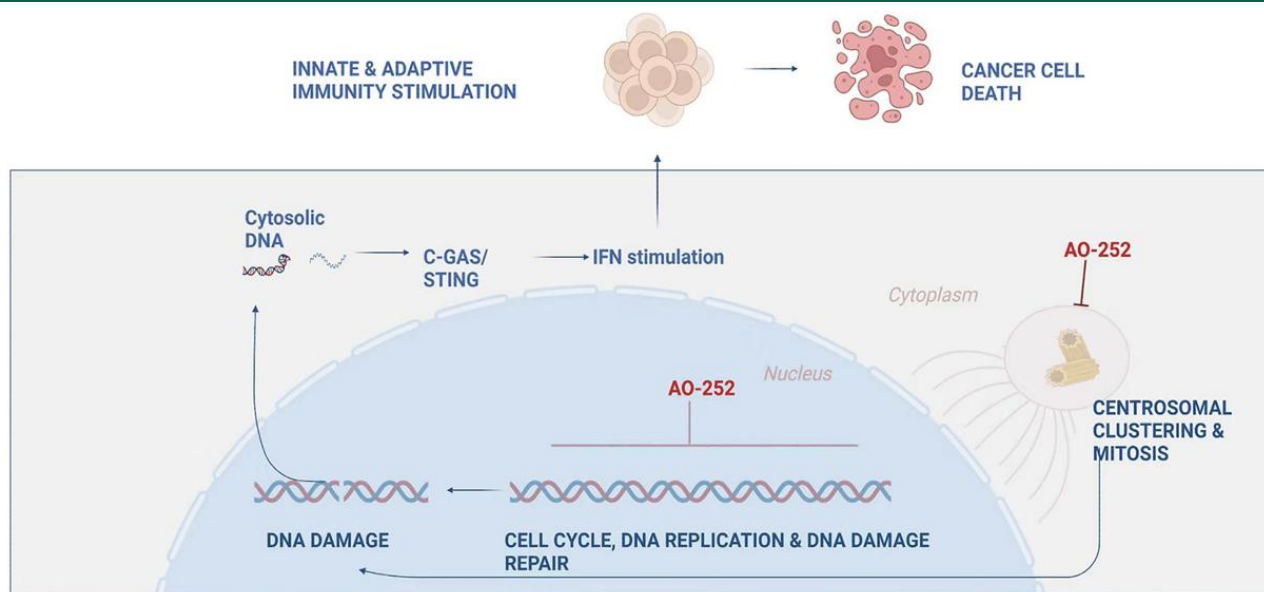 INNATE & ADAPTIVE
IMMUNITY STIMULATION
CANCER CELL
DEATH
Cytosolic
DNA
C-GAS/
STING
IFN stimulation
AO-252
Cytoplasm
Nucleus
AO-252
CENTROSOMAL
CLUSTERING &
MITOSIS
DNA DAMAGE
CELL CYCLE, DNA REPLICATION & DNA DAMAGE
REPAIR